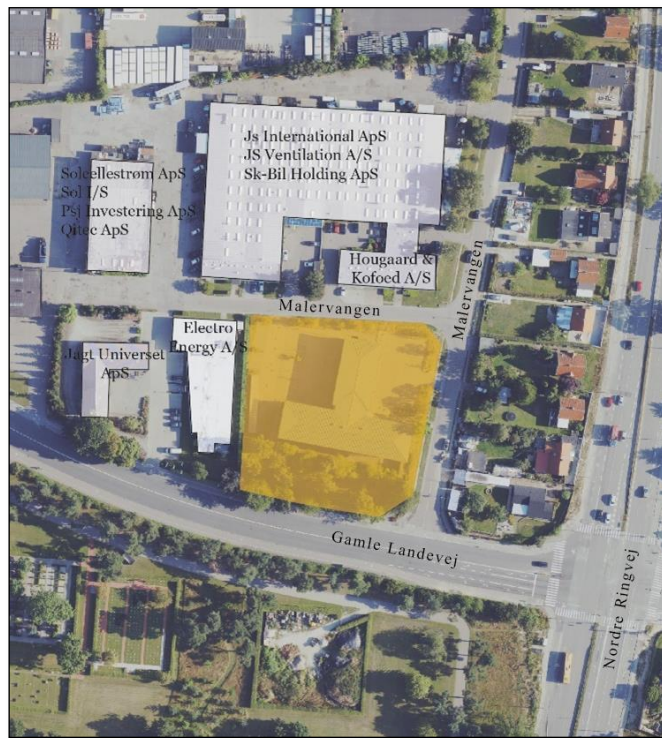 Js International ApS
JS Ventilation A/S
Sk-Bil Holding ApS
Solcellestrøm ApS
Sol I/S
Psj Investering ApS
Qitec ApS
Hougaard &
Kofoed A/S
Malervangen
Malervangen
Electro
Energy A/S
Jagt Universet
ApS
Gamle Landevej
Nordre Ringvej